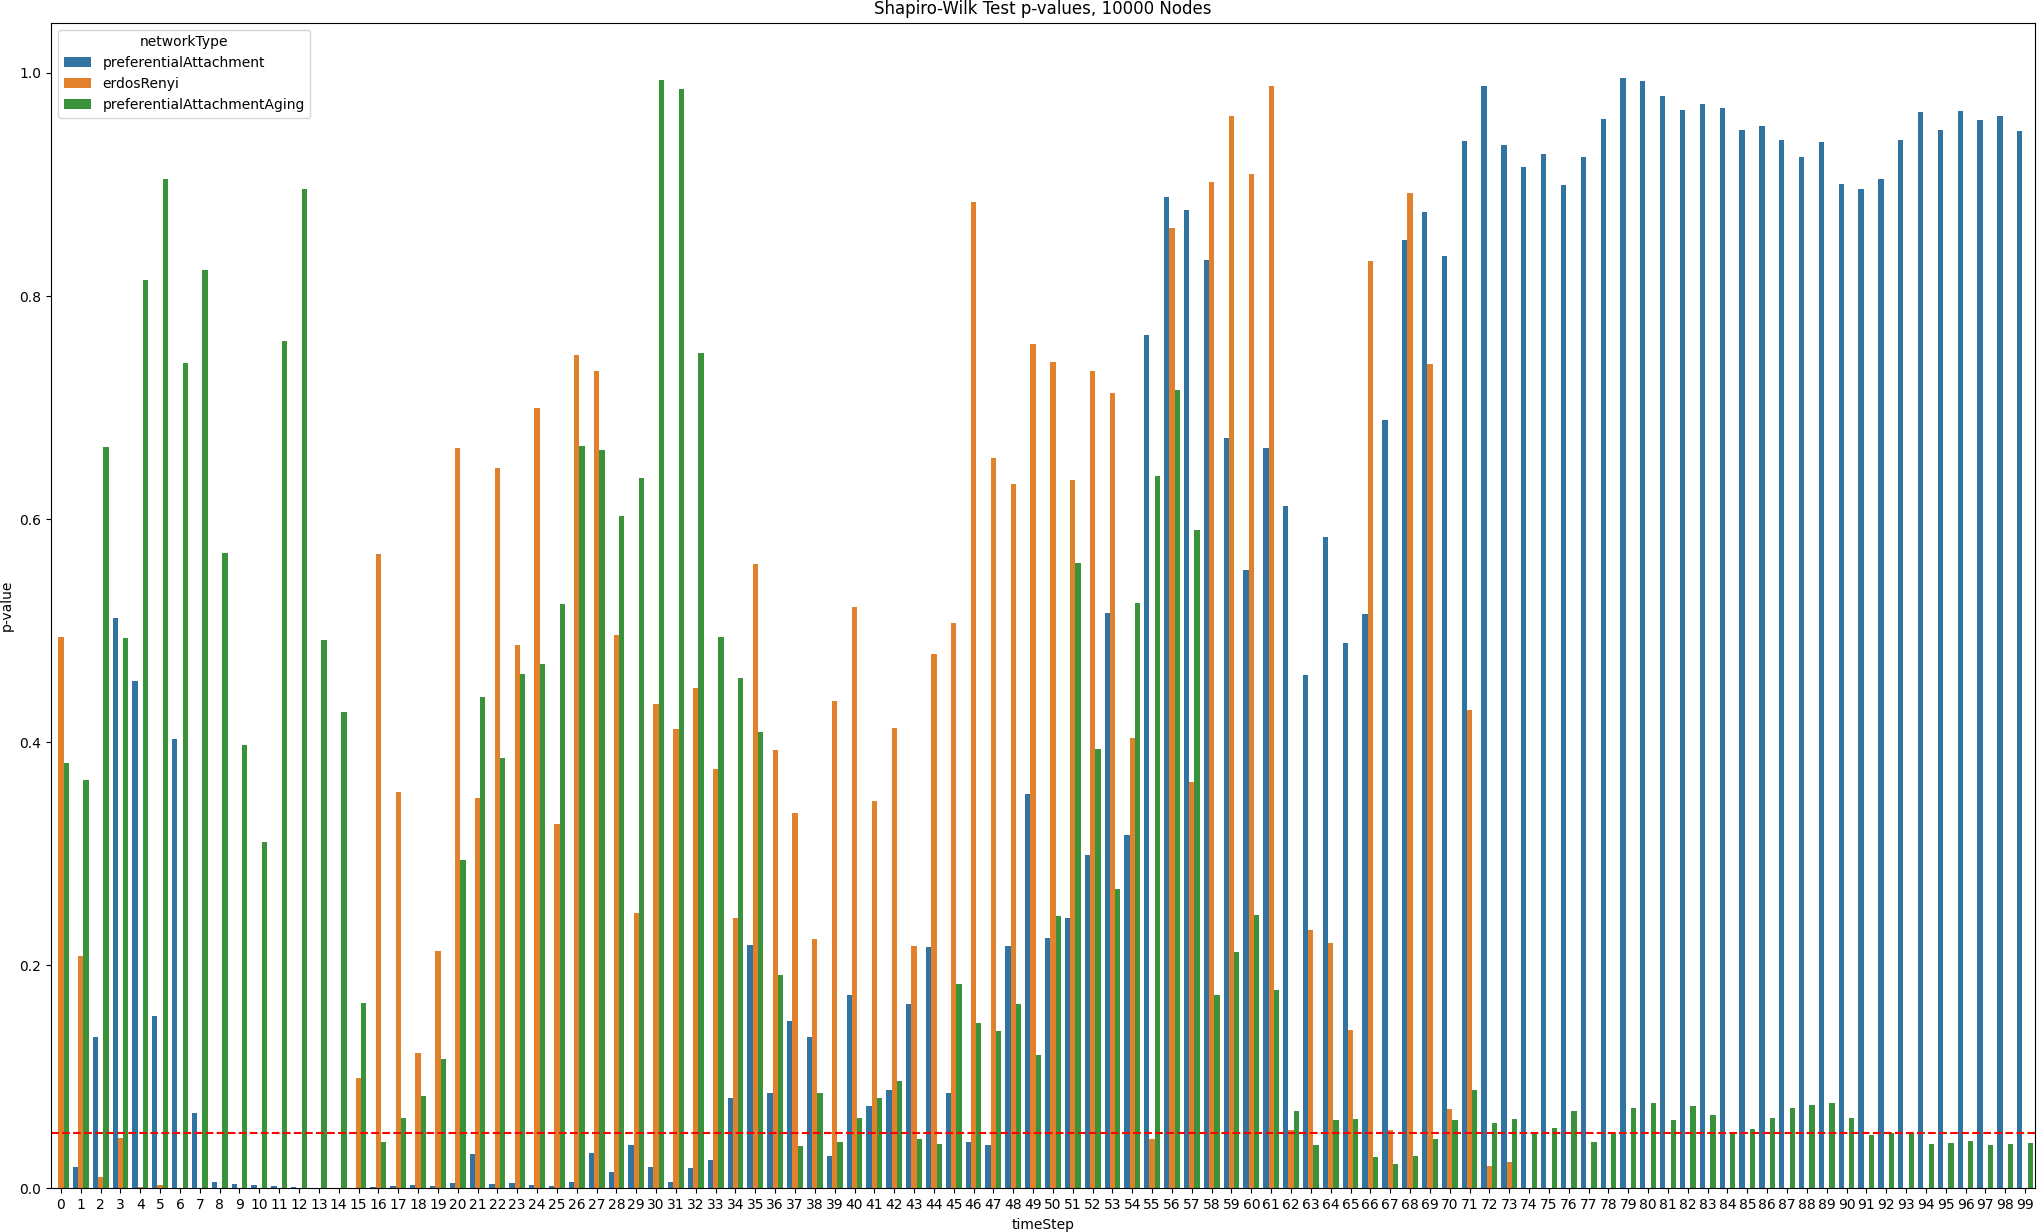 Shapiro-Wilk Test p-values, 10000 Nodes
networkType
preferentialAttachment
erdosRenyi
preferentialAttachmentAging
1.0
0.8
0.6
0.4
0.2
0.0
p-value
0 1 2 3 4 5 6 7 8 9 10 11 12 13 14 15 16 17 18 19 20 21 22 23 24 25 26 27 28 29 30 31 32 33 34 35 36 37 38 39 40 41 42 43 44 45 46 47 48 49 50 51 52 53 54 55 56 57 58 59 60 61 62 63 64 65 66 67 68 69 70 71 72 73 74 75 76 77 78 79 80 81 82 83 84 85 86 87 88 89 90 91 92 93 94 95 96 97 98 99
timeStep